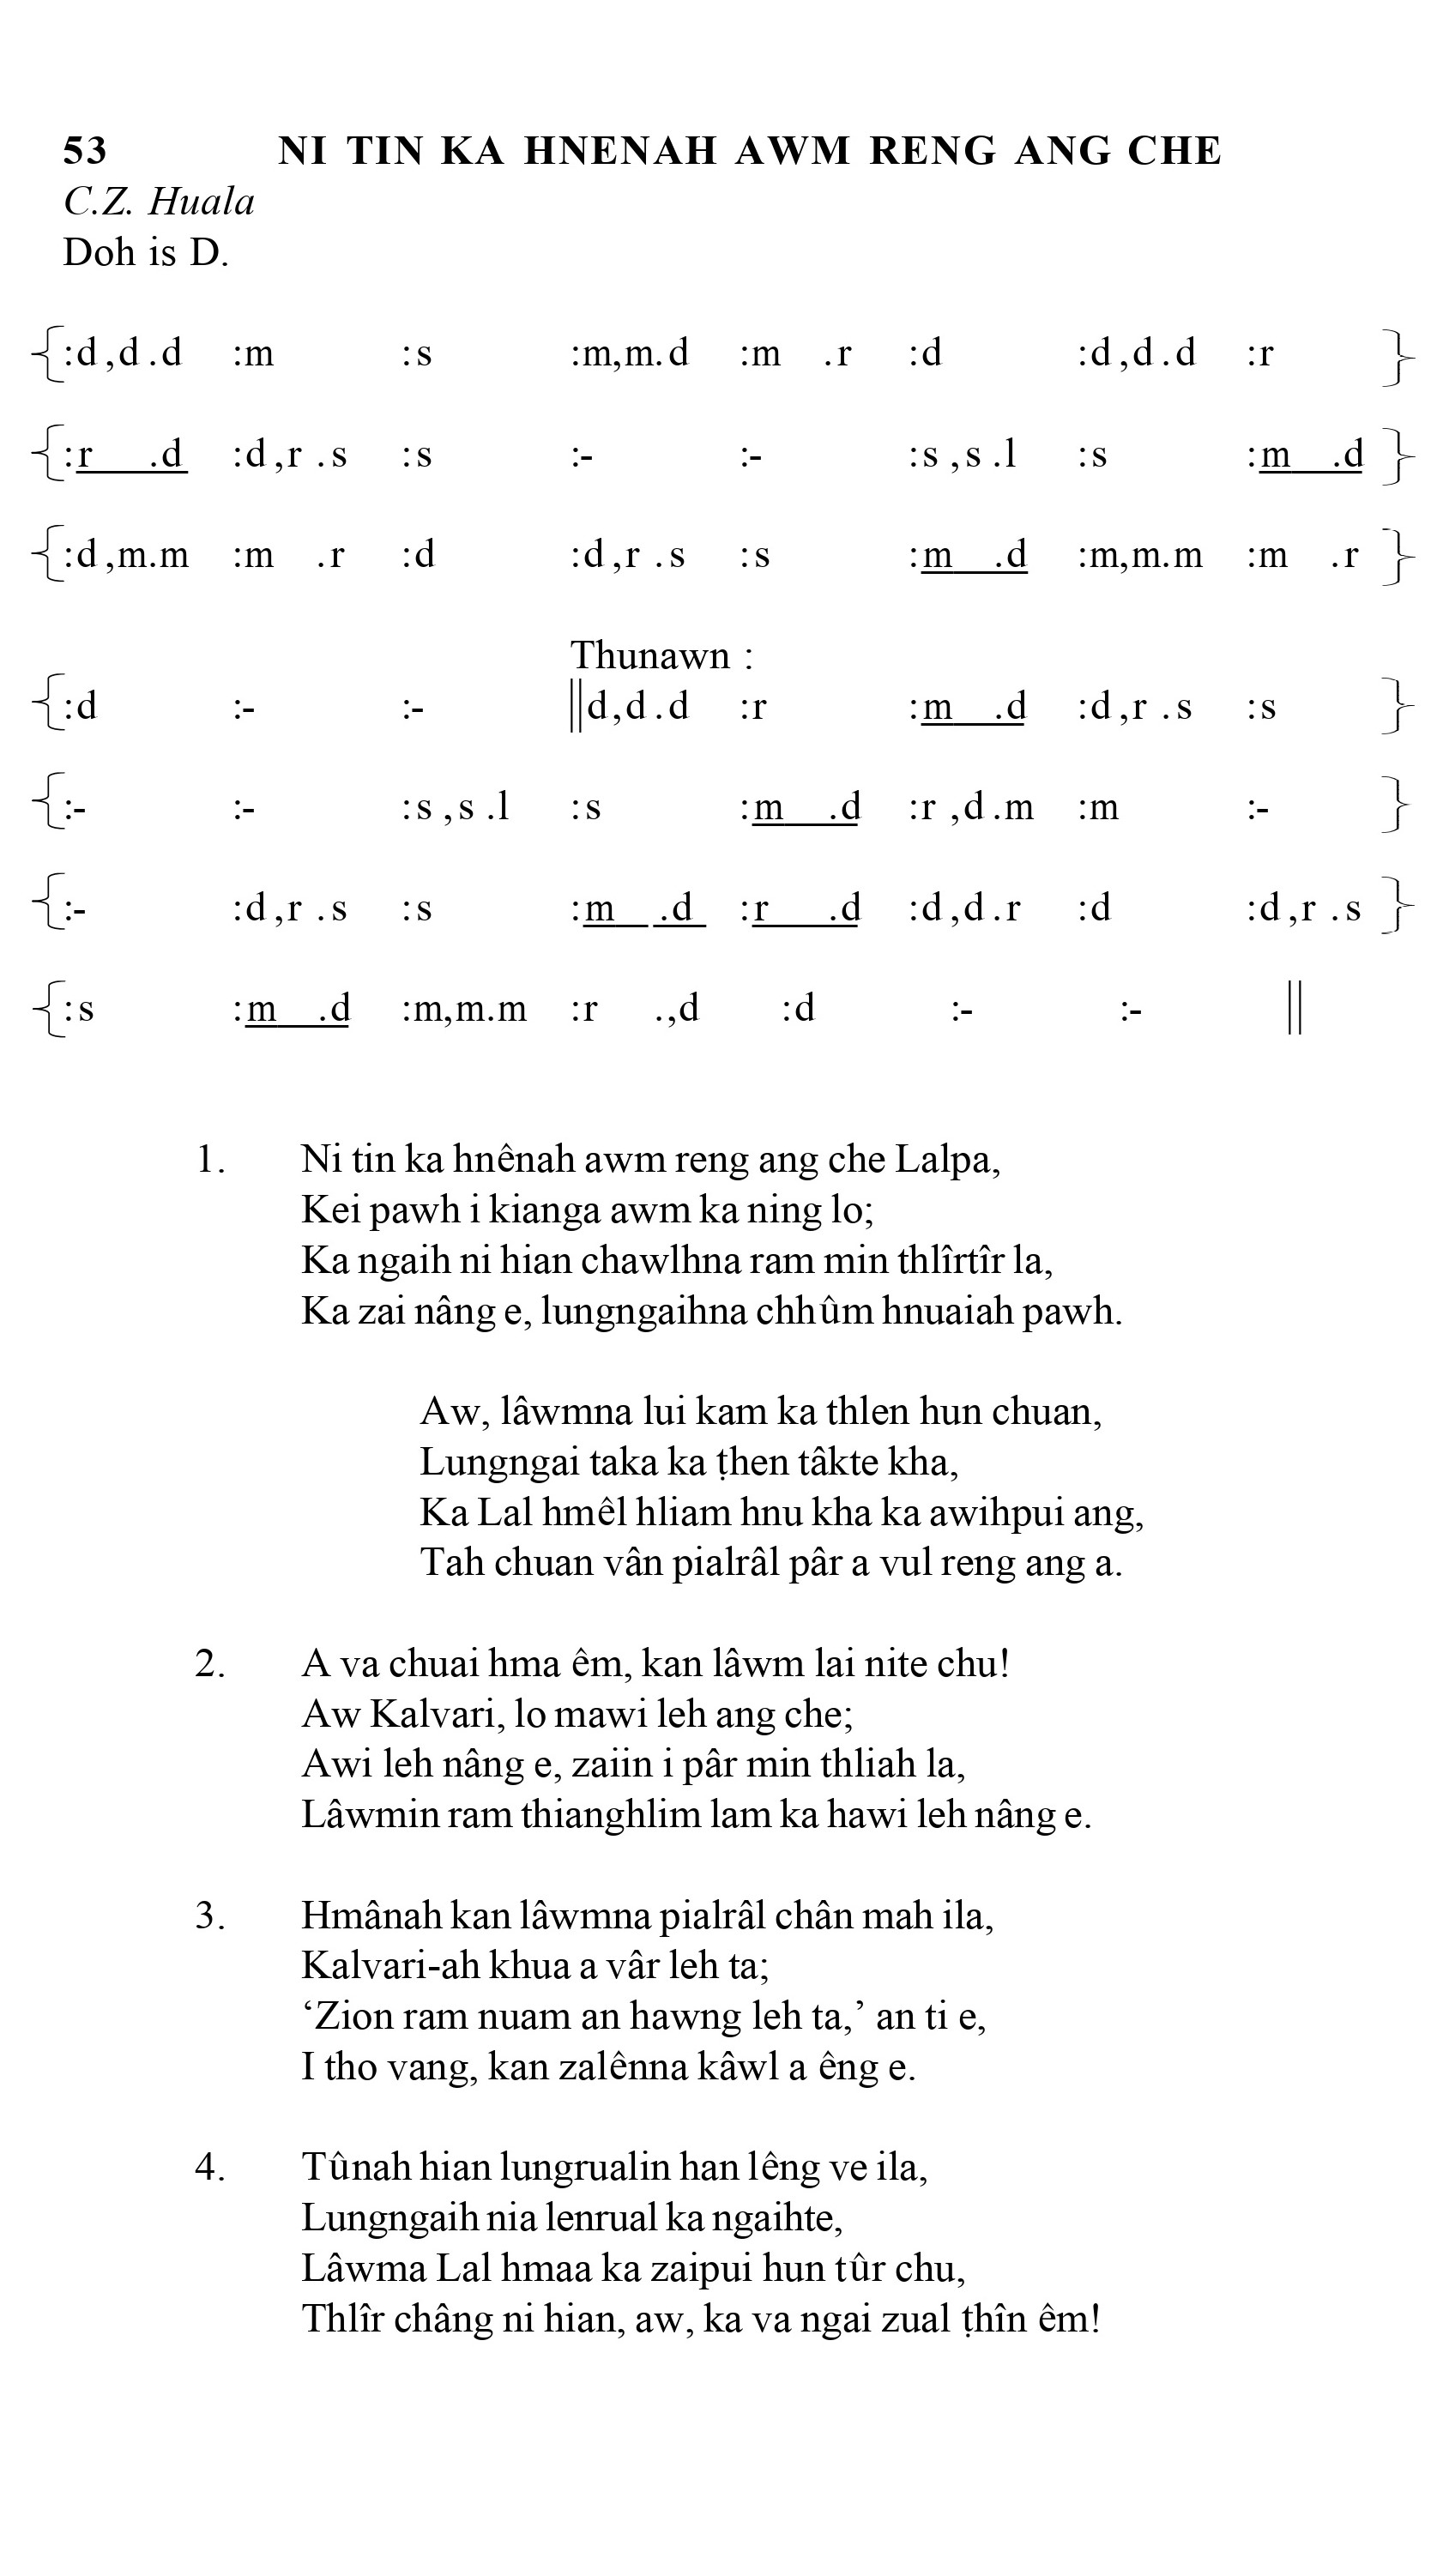 53 NI TIN KA HNENAH AWM RENG ANG CHE
C.Z. Huala
Doh is D.
{:d,d.d :m :s :m,m.d :m .r :d :d,d.d :r }
{:r .d :d,r.s :s :- :- :s,s.l :s :m .d }
{:d,m.m :m .r :d :d,r.s :s :m .d :m,m.m :m .r }
Thunawn :
{:d :- :- ||d,d.d :r :m .d :d,r.s :s }
{:- :- :s,s.l :s :m .d :r,d.m :m :- }
{:- :d,r.s :s :m .d :r .d :d,d.r :d :d,r.s }
{:s :m .d :m,m.m :r .,d :d :- :- ||
1. Ni tin ka hnênah awm reng ang che Lalpa,
Kei pawh i kianga awm ka ning lo;
Ka ngaih ni hian chawlhna ram min thlîrtîr la,
Ka zai nâng e, lungngaihna chhûm hnuaiah pawh.
Aw, lâwmna lui kam ka thlen hun chuan,
Lungngai taka ka ṭhen tâkte kha,
Ka Lal hmêl hliam hnu kha ka awihpui ang,
Tah chuan vân pialrâl pâr a vul reng ang a.
2. A va chuai hma êm, kan lâwm lai nite chu!
Aw Kalvari, lo mawi leh ang che;
Awi leh nâng e, zaiin i pâr min thliah la,
Lâwmin ram thianghlim lam ka hawi leh nâng e.
3. Hmânah kan lâwmna pialrâl chân mah ila,
Kalvari-ah khua a vâr leh ta;
‘Zion ram nuam an hawng leh ta,’ an ti e,
I tho vang, kan zalênna kâwl a êng e.
4. Tûnah hian lungrualin han lêng ve ila,
Lungngaih nia lenrual ka ngaihte,
Lâwma Lal hmaa ka zaipui hun tûr chu,
Thlîr châng ni hian, aw, ka va ngai zual ṭhîn êm!